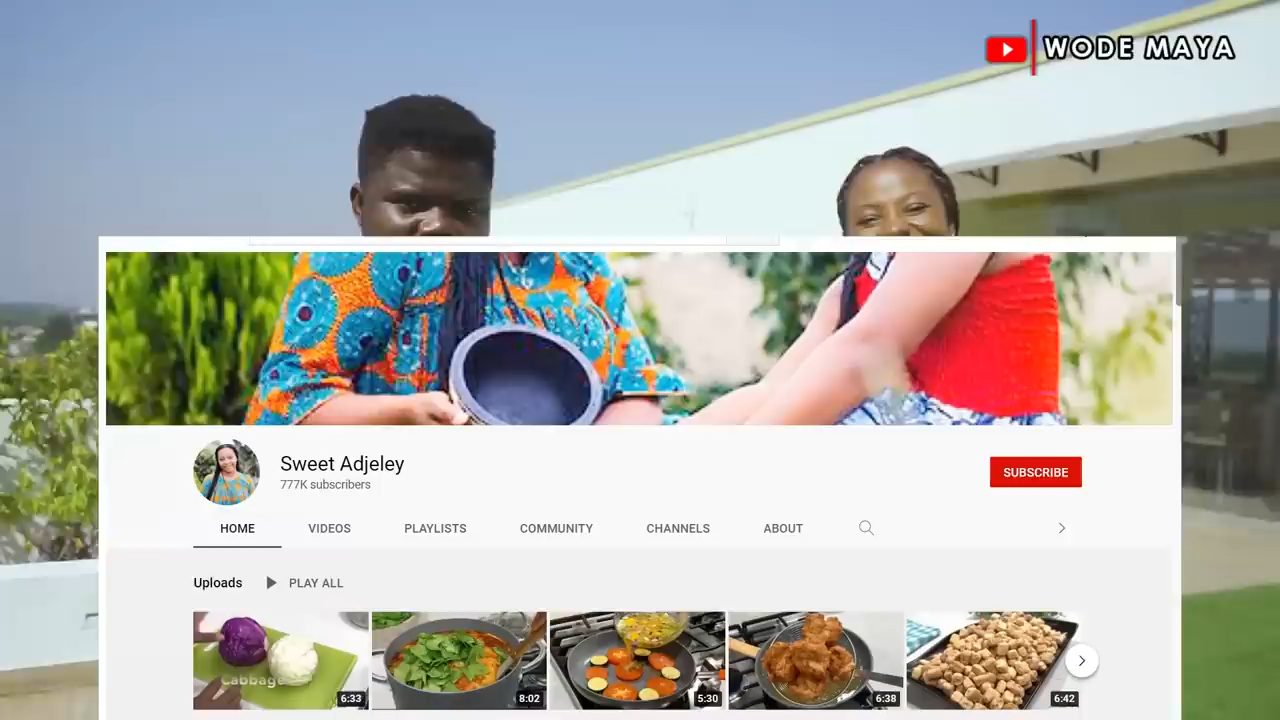 WODE MAYA
Sweet Adjeley
777K subscribers
SUBSCRIBE
HOME VIDEOS PLAYLISTS COMMUNITY CHANNELS ABOUT
Uploads PLAY ALL
Cabbage
6:33 8:02 5:30 6:38 6:42